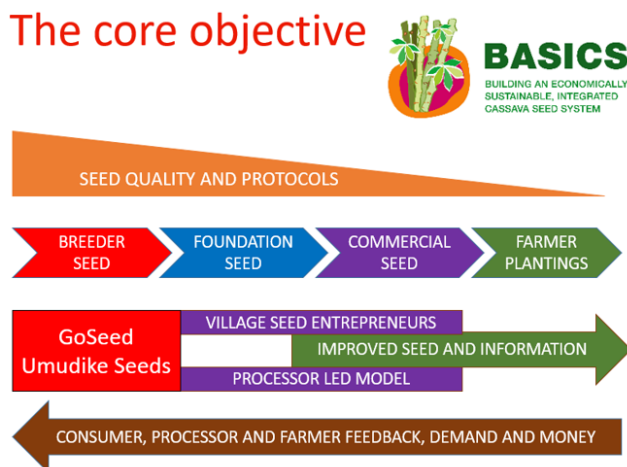 The core objective
BASICS
BUILDING AN ECONOMICALLY
SUSTAINABLE, INTEGRATED
CASSAVA SEED SYSTEM
SEED QUALITY AND PROTOCOLS
BREEDER
SEED
FOUNDATION
SEED
COMMERCIAL
SEED
FARMER
PLANTINGS
GoSeed
Umudike Seeds
VILLAGE SEED ENTREPRENEURS
IMPROVED SEED AND INFORMATION
PROCESSOR LED MODEL
CONSUMER, PROCESSOR AND FARMER FEEDBACK, DEMAND AND MONEY